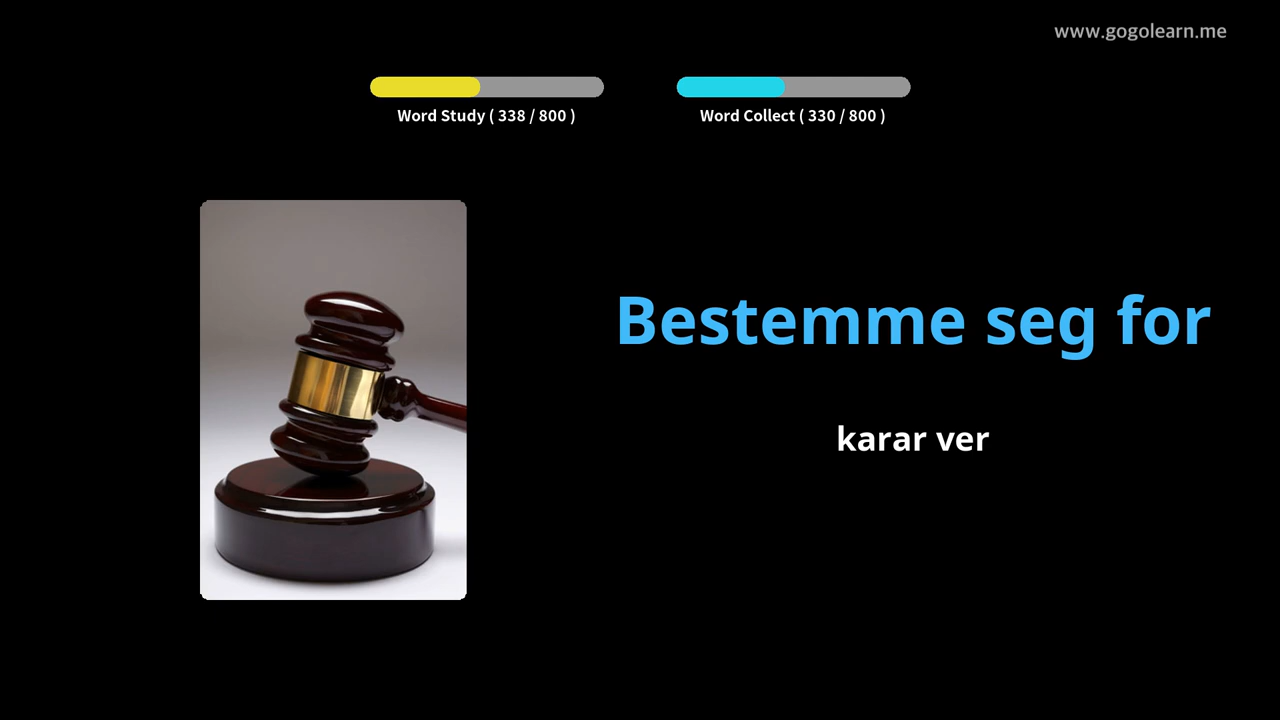 www.gogolearn.me
Word Study ( 338 / 800 )
Word Collect ( 330 / 800 )
Bestemme seg for
karar ver